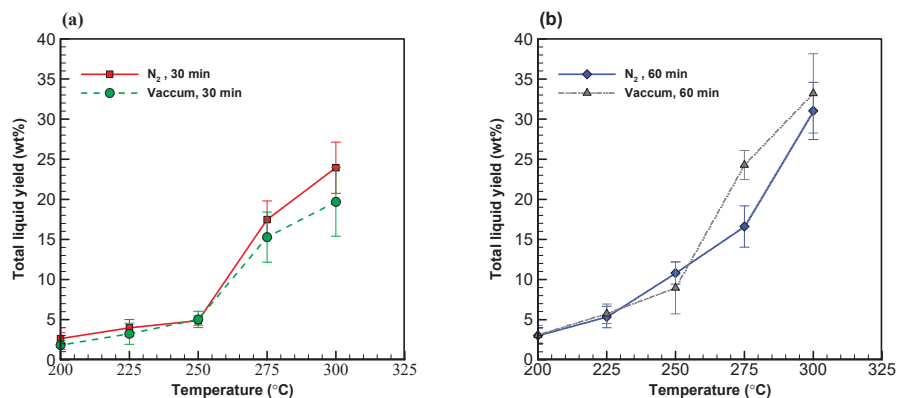 (a)
40
35
30
25
20
15
10
5
0
Total liquid yield (wt%)
N2 , 30 min
Vaccum, 30 min
200 225 250 275 300 325
Temperature (°C)
(b)
40
35
30
25
20
15
10
5
0
Total liquid yield (wt%)
N2 , 60 min
Vaccum, 60 min
200 225 250 275 300 325
Temperature (°C)